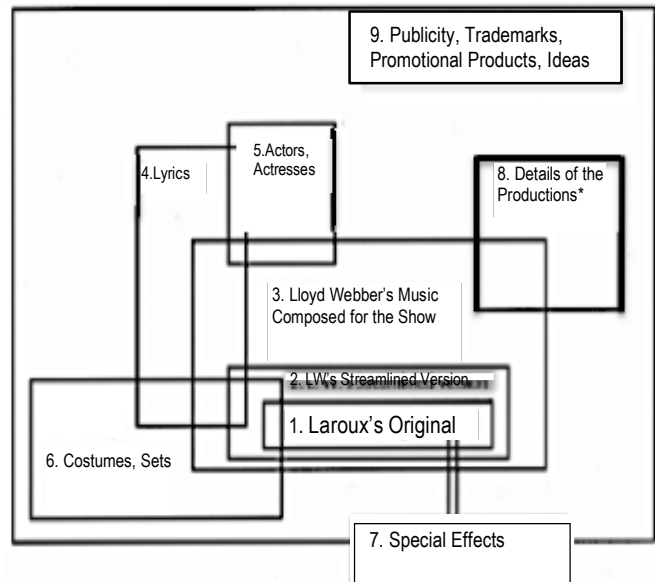 9. Publicity, Trademarks,
Promotional Products, Ideas
5.Actors,
Actresses
4.Lyrics
8. Details of the
Productions*
3. Lloyd Webber's Music
Composed for the Show
2. LW's Streamlined Version
1. Laroux's Original
6. Costumes, Sets
7. Special Effects